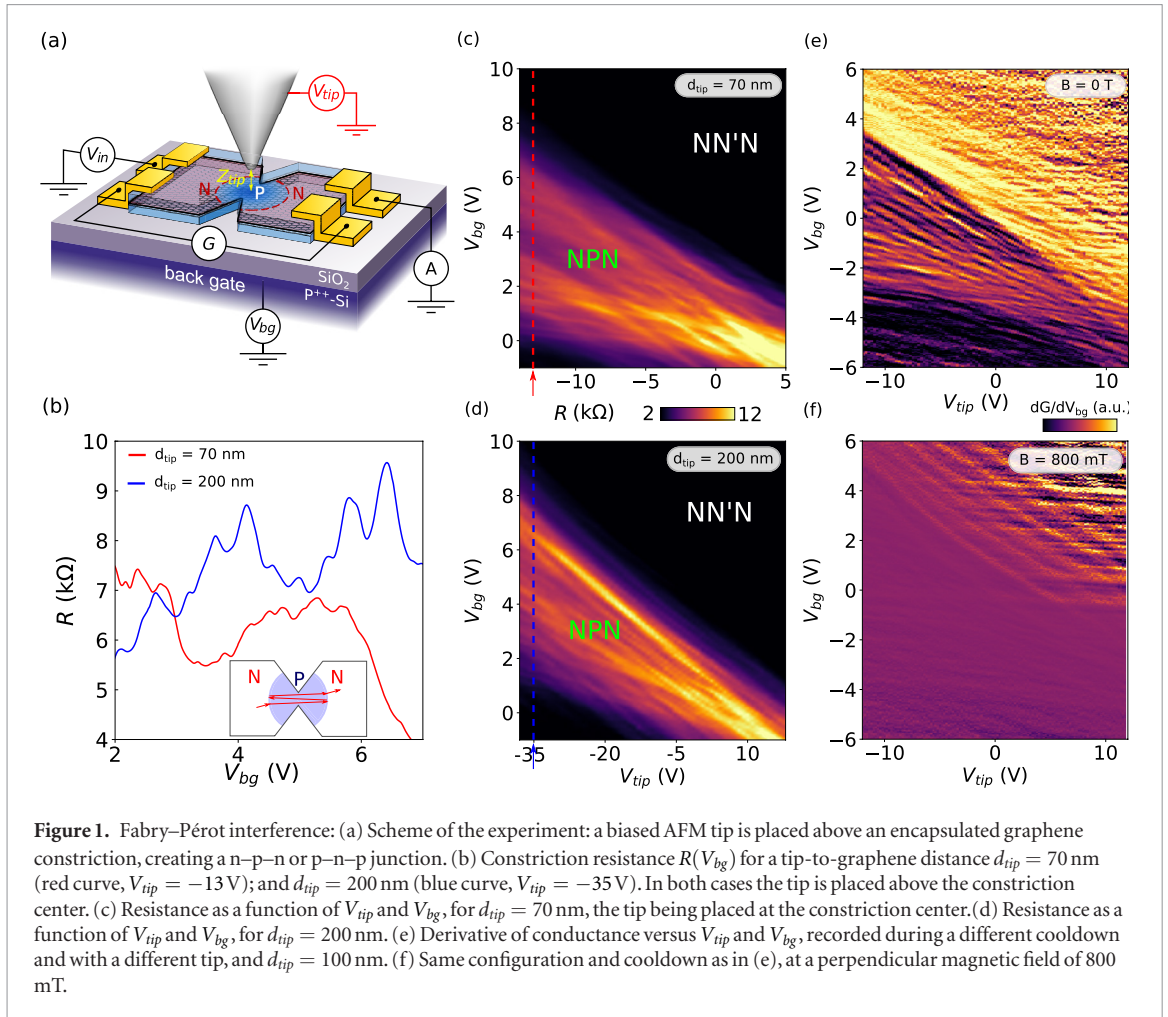 (a)
V_tip
V_in
Z_tip
N
P
N
G
A
SiO2
back gate
P++-Si
V_bg
(b)
10
9
8
7
6
5
4
R (kΩ)
d_tip = 70 nm
d_tip = 200 nm
N
P
N
2
4
6
V_bg (V)
(c)
10
8
6
4
2
0
V_bg (V)
d_tip = 70 nm
NN'N
NPN
−10
−5
0
5
R (kΩ) 2 12
(d)
8
6
4
2
0
V_bg (V)
d_tip = 200 nm
NN'N
NPN
-35
-20
-5
10
V_tip (V)
(e)
6
4
2
0
−2
−4
−6
V_bg (V)
B = 0 T
−10
0
10
V_tip (V)
dG/dV_bg (a.u.)
(f)
6
4
2
0
−2
−4
−6
V_bg (V)
B = 800 mT
−10
0
10
V_tip (V)
Figure 1. Fabry–Pérot interference: (a) Scheme of the experiment: a biased AFM tip is placed above an encapsulated graphene
constriction, creating a n–p–n or p–n–p junction. (b) Constriction resistance R(V_bg) for a tip-to-graphene distance d_tip = 70 nm
(red curve, V_tip = −13 V); and d_tip = 200 nm (blue curve, V_tip = −35 V). In both cases the tip is placed above the constriction
center. (c) Resistance as a function of V_tip and V_bg, for d_tip = 70 nm, the tip being placed at the constriction center.(d) Resistance as a
function of V_tip and V_bg, for d_tip = 200 nm. (e) Derivative of conductance versus V_tip and V_bg, recorded during a different cooldown
and with a different tip, and d_tip = 100 nm. (f) Same configuration and cooldown as in (e), at a perpendicular magnetic field of 800
mT.